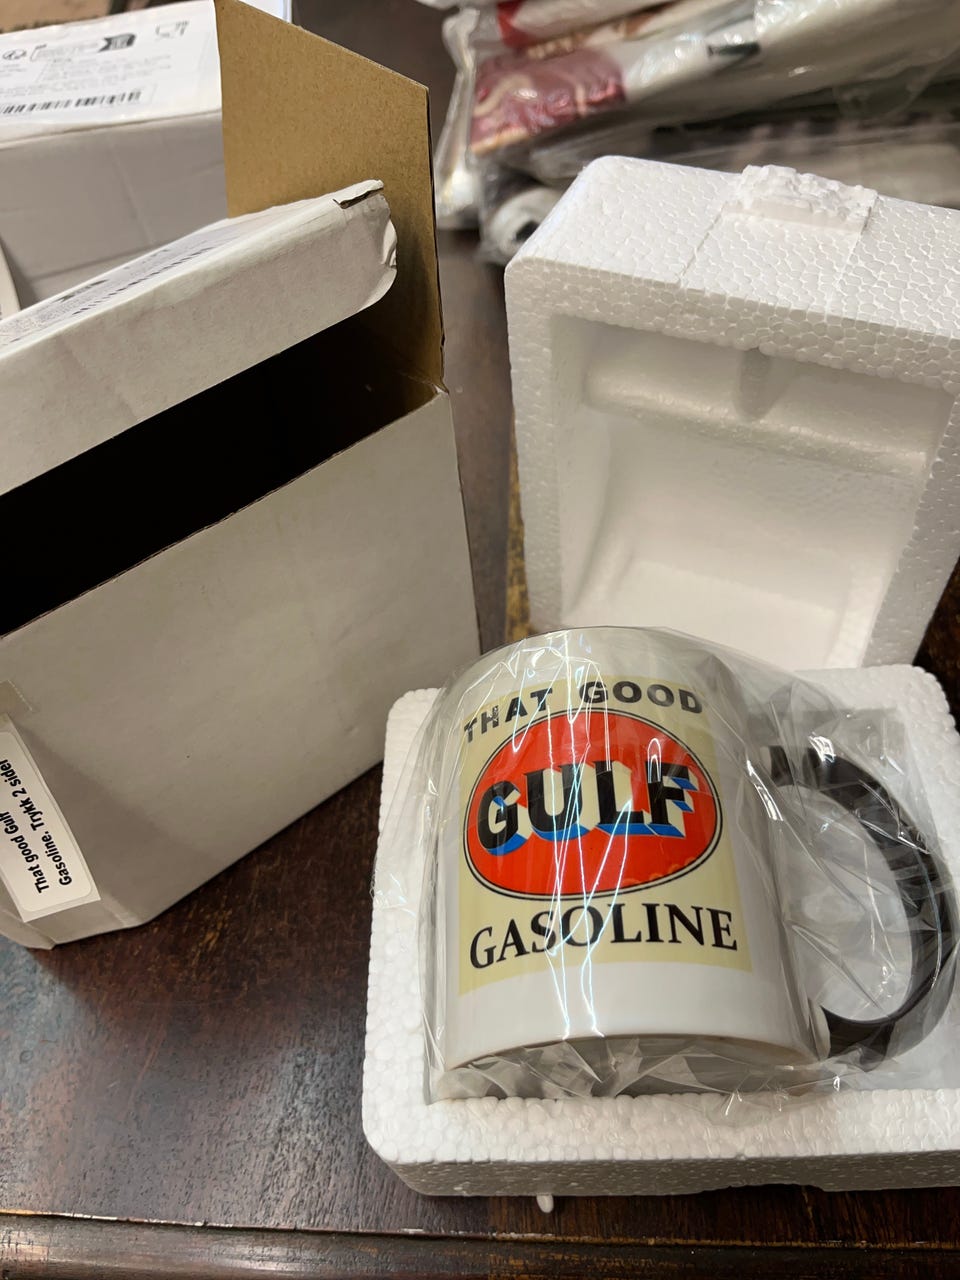 THAT GOOD
GULF
GASOLINE
That good Gulf
Gasoline. Trykk 2 sider